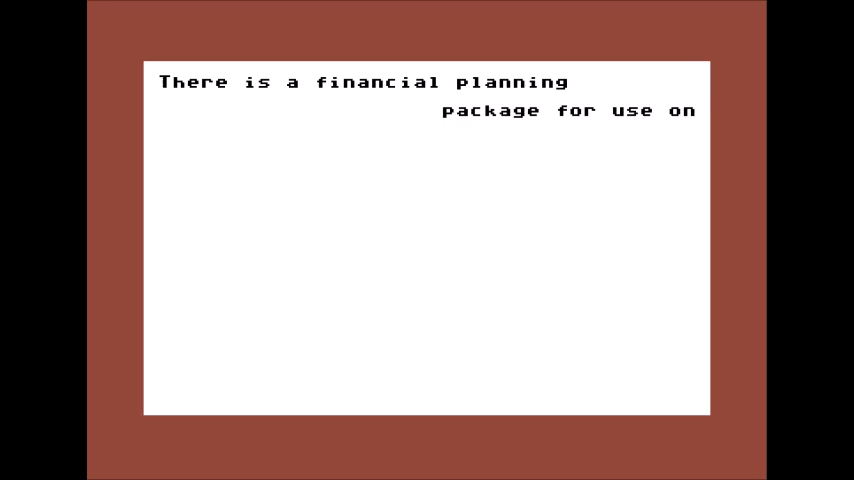 There is a financial planning
package for use on